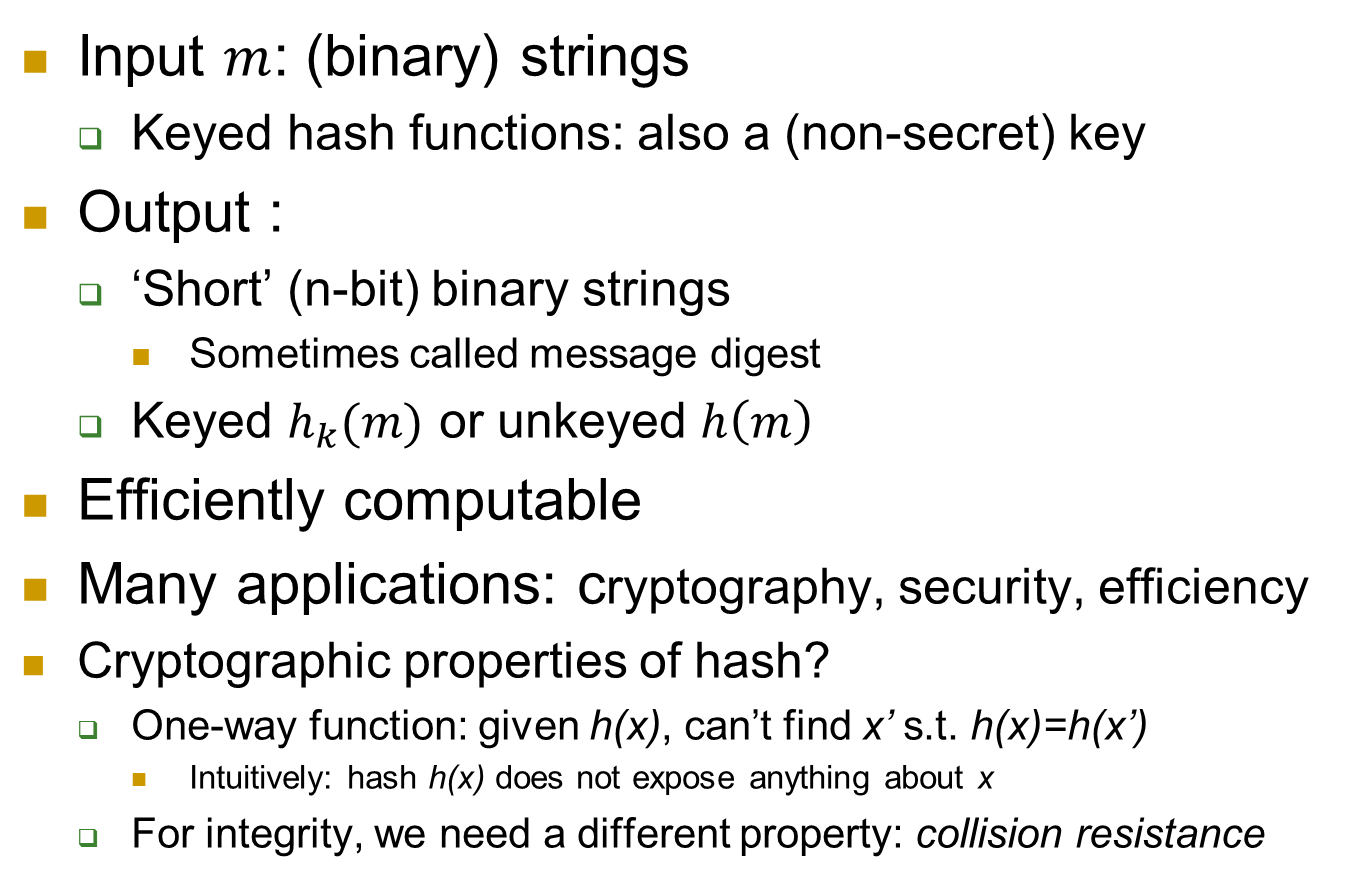 Input 𝑚: (binary) strings
Keyed hash functions: also a (non-secret) key
Output :
‘Short’ (n-bit) binary strings
Sometimes called message digest
Keyed ℎₖ(𝑚) or unkeyed ℎ(𝑚)
Efficiently computable
Many applications: cryptography, security, efficiency
Cryptographic properties of hash?
One-way function: given h(x), can’t find x’ s.t. h(x)=h(x’)
Intuitively: hash h(x) does not expose anything about x
For integrity, we need a different property: collision resistance